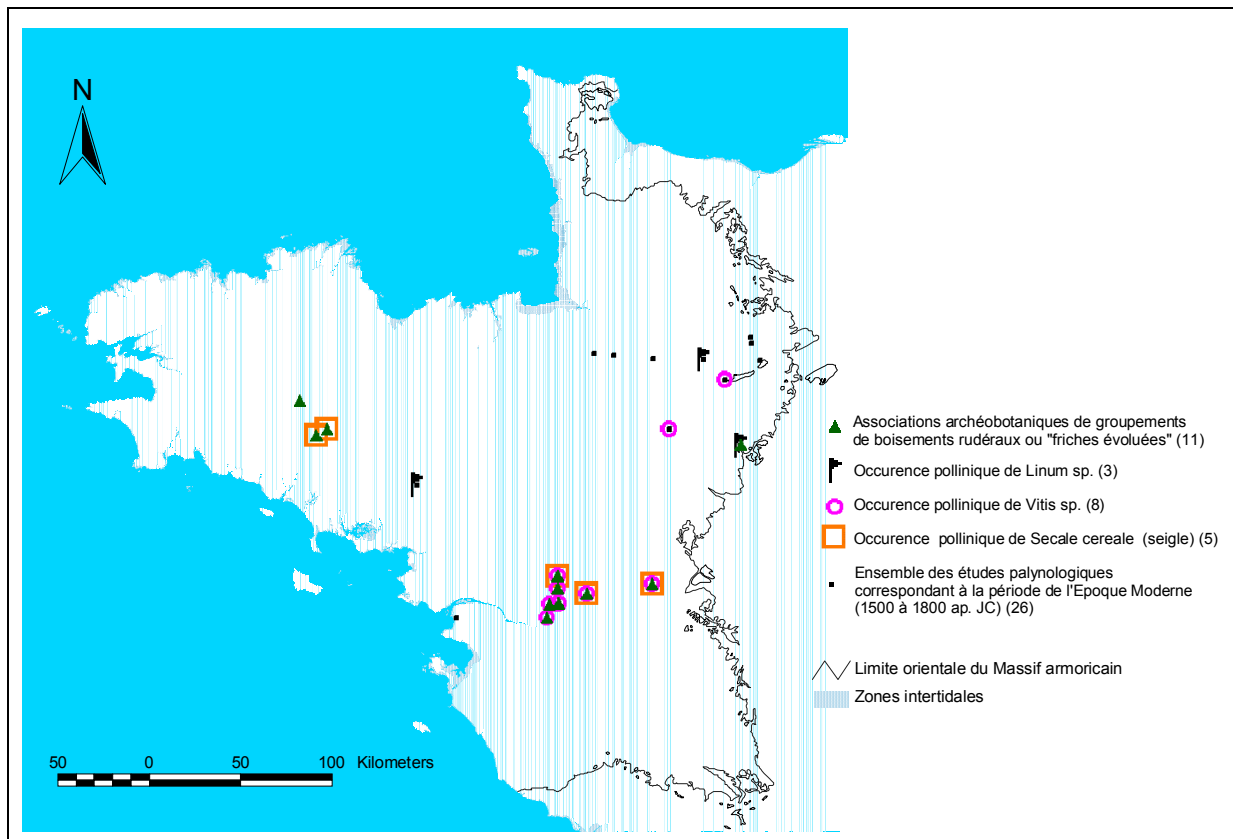 N
Associations archéobotaniques de groupements
de boisements rudéraux ou "friches évoluées" (11)
Occurence pollinique de Linum sp. (3)
Occurence pollinique de Vitis sp. (8)
Occurence pollinique de Secale cereale (seigle) (5)
Ensemble des études palynologiques
correspondant à la période de l'Epoque Moderne
(1500 à 1800 ap. JC) (26)
Limite orientale du Massif armoricain
Zones intertidales
50 0 50 100 Kilometers